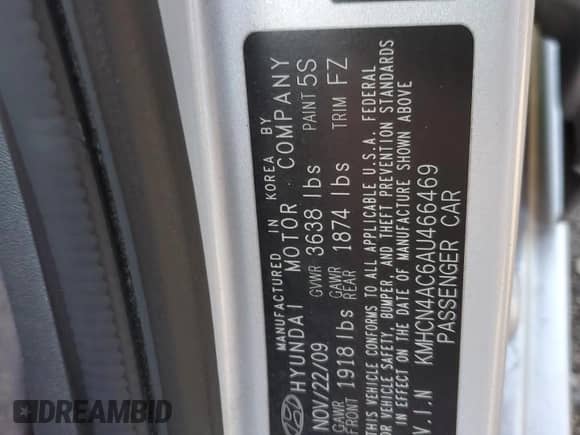 MANUFACTURED IN KOREA BY
HYUNDAI MOTOR COMPANY
NOV/22/09 GVWR 3638 lbs PAINT 5S
GAWR FRONT 1918 lbs GAWR REAR 1874 lbs TRIM FZ
THIS VEHICLE CONFORMS TO ALL APPLICABLE U.S.A. FEDERAL
MOTOR VEHICLE SAFETY, BUMPER, AND THEFT PREVENTION STANDARDS
IN EFFECT ON THE DATE OF MANUFACTURE SHOWN ABOVE
V.I.N KMHCN4AC6AU466469
PASSENGER CAR
DREAMBID